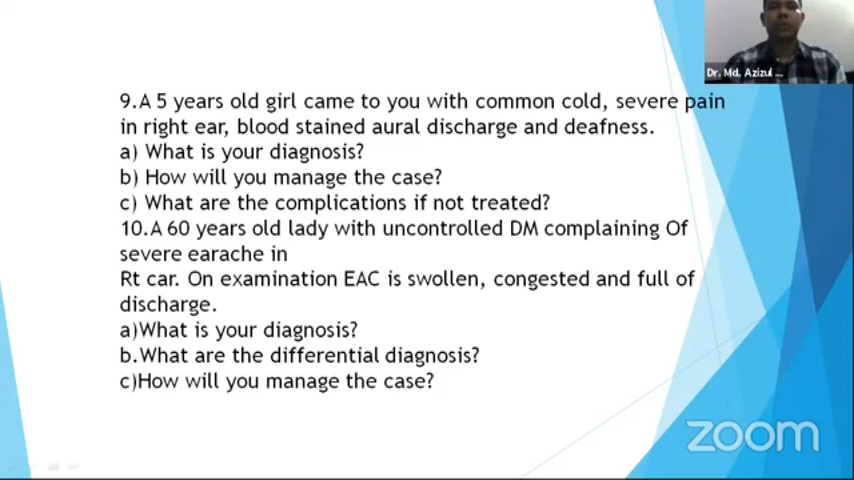 Dr. Md. Azizul ...
9.A 5 years old girl came to you with common cold, severe pain
in right ear, blood stained aural discharge and deafness.
a) What is your diagnosis?
b) How will you manage the case?
c) What are the complications if not treated?
10.A 60 years old lady with uncontrolled DM complaining Of
severe earache in
Rt car. On examination EAC is swollen, congested and full of
discharge.
a)What is your diagnosis?
b.What are the differential diagnosis?
c)How will you manage the case?
zoom